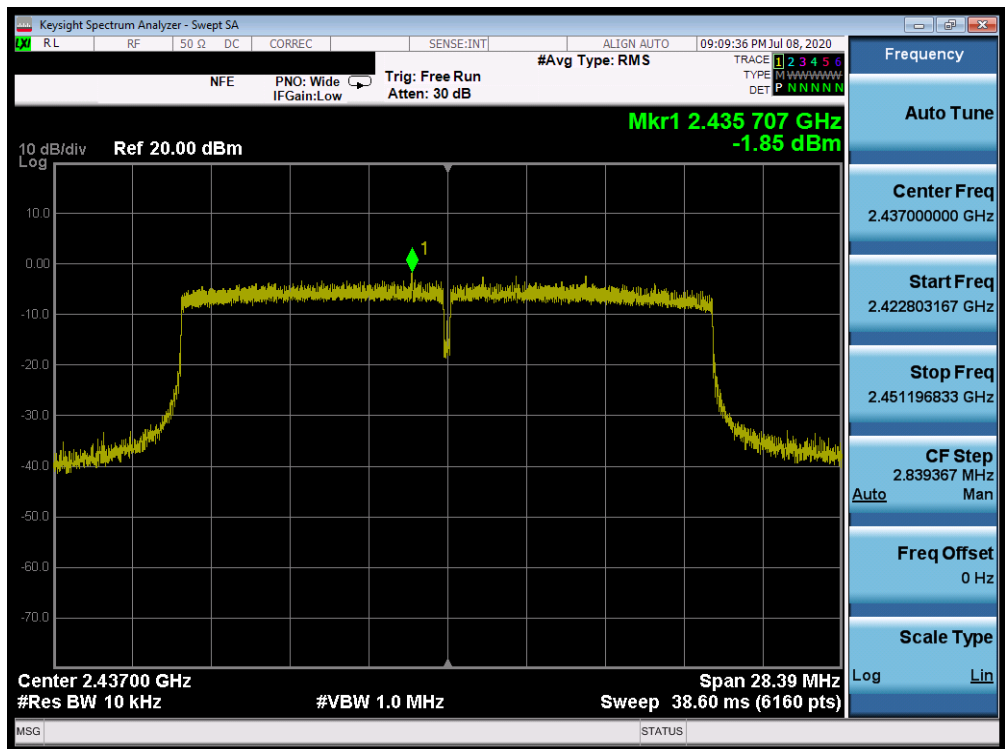 Keysight Spectrum Analyzer - Swept SA
LXI RL RF 50 Ω DC CORREC SENSE:INT ALIGN AUTO 09:09:36 PM Jul 08, 2020
NFE PNO: Wide Trig: Free Run #Avg Type: RMS TRACE 1 2 3 4 5 6
IFGain:Low Atten: 30 dB TYPE M WWWWW
DET P N N N N N
Mkr1 2.435 707 GHz
-1.85 dBm
10 dB/div Ref 20.00 dBm
Log
1
10.0
0.00
-10.0
-20.0
-30.0
-40.0
-50.0
-60.0
-70.0
Center 2.43700 GHz Span 28.39 MHz
#Res BW 10 kHz #VBW 1.0 MHz Sweep 38.60 ms (6160 pts)
MSG STATUS
Frequency
Auto Tune
Center Freq
2.437000000 GHz
Start Freq
2.422803167 GHz
Stop Freq
2.451196833 GHz
CF Step
2.839367 MHz
Auto Man
Freq Offset
0 Hz
Scale Type
Log Lin